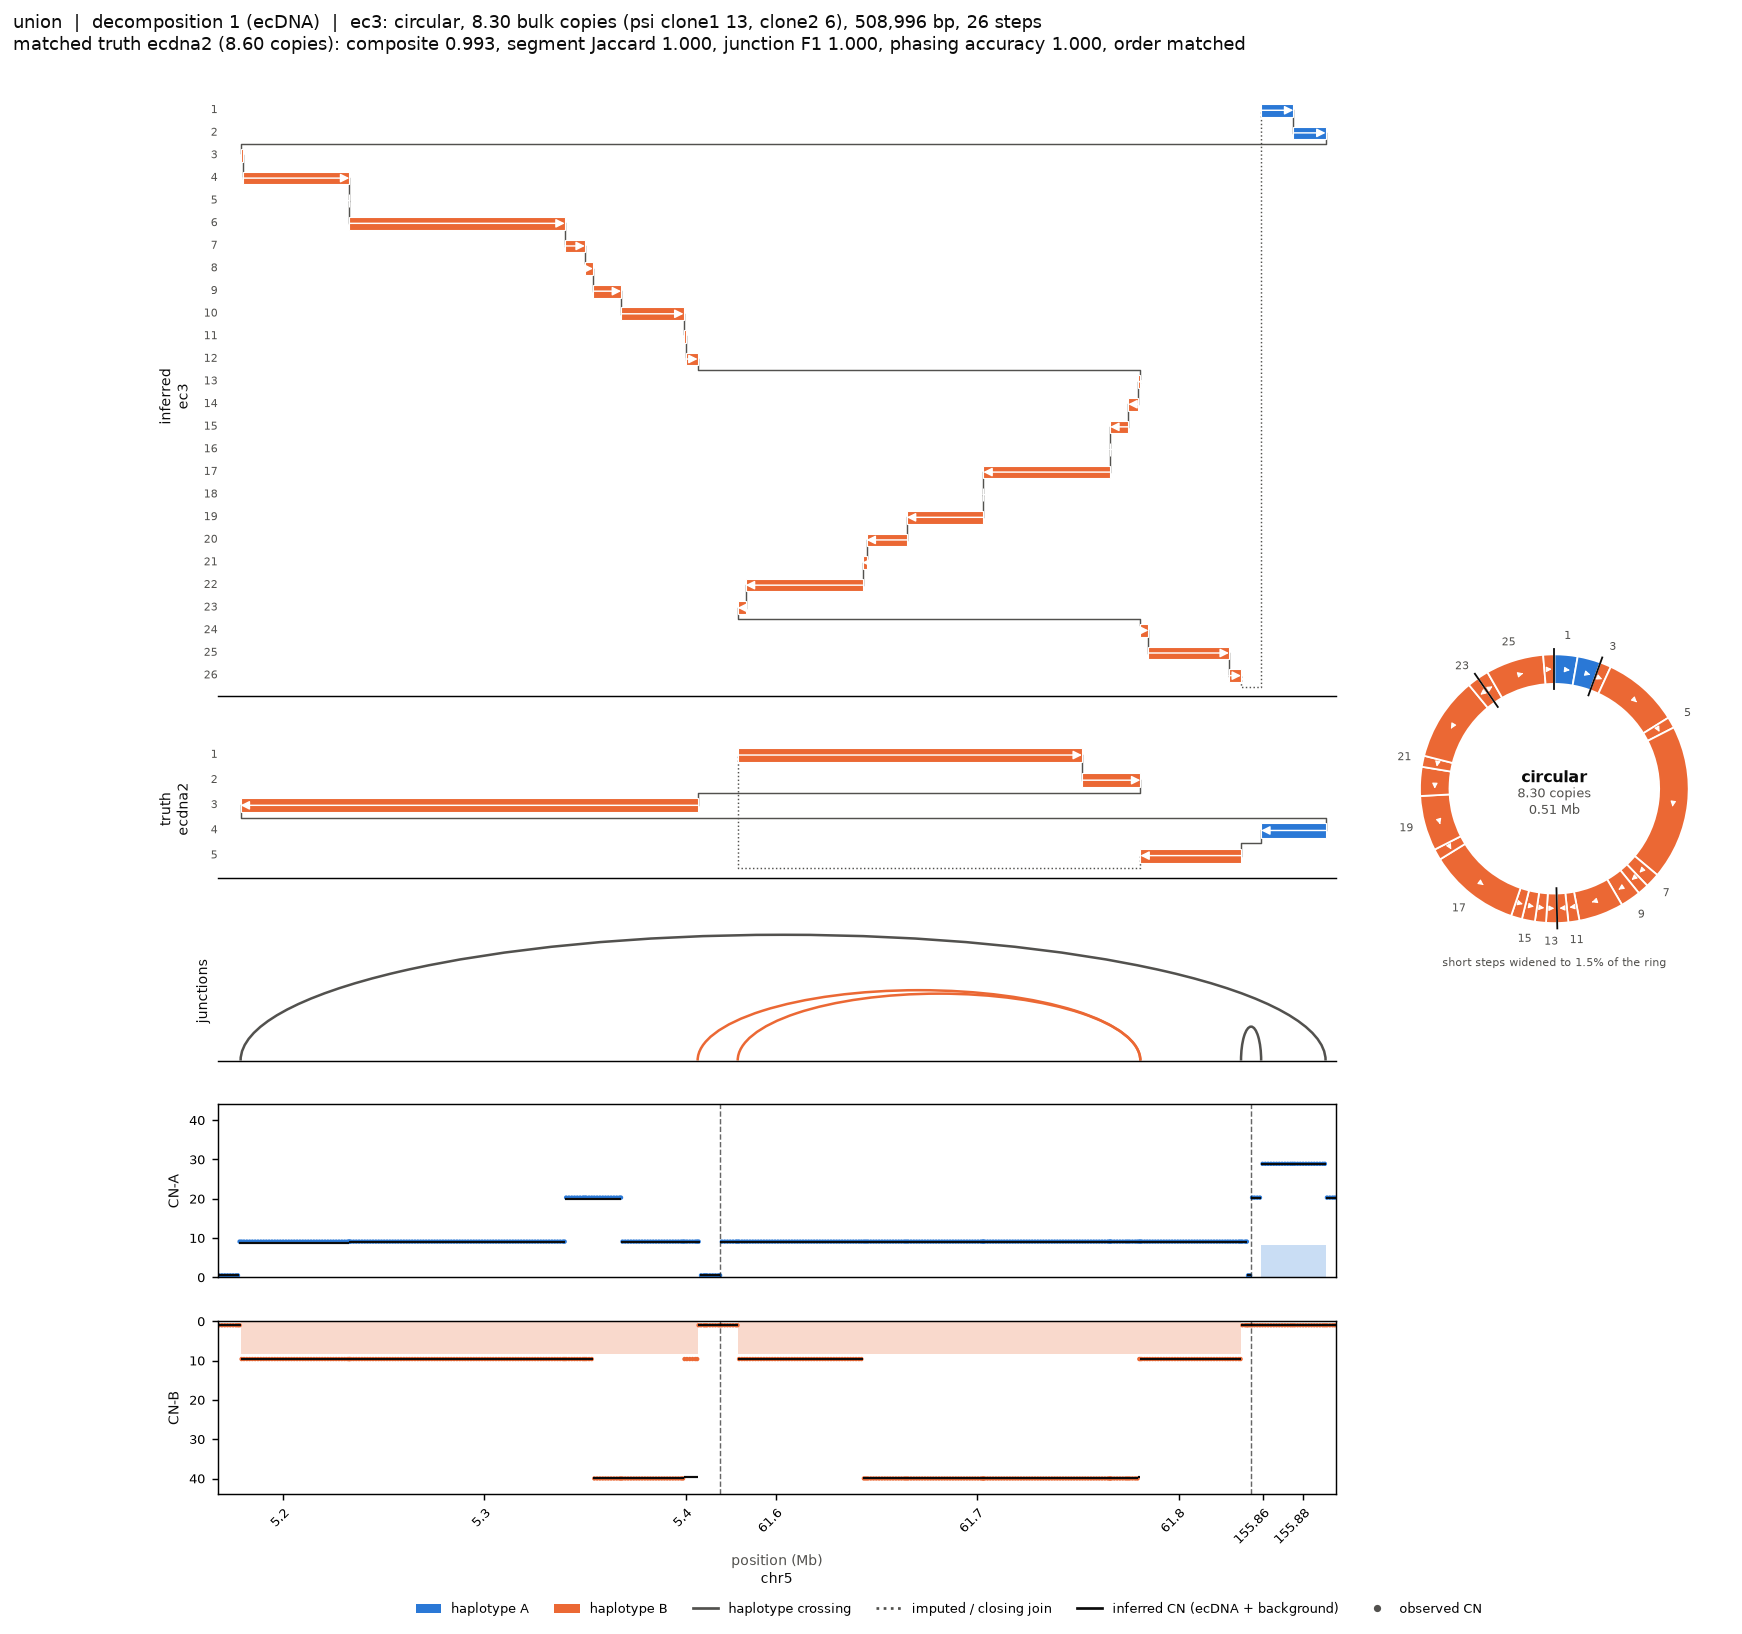 union | decomposition 1 (ecDNA) | ec3: circular, 8.30 bulk copies (psi clone1 13, clone2 6), 508,996 bp, 26 steps
matched truth ecdna2 (8.60 copies): composite 0.993, segment Jaccard 1.000, junction F1 1.000, phasing accuracy 1.000, order matched
inferred
ec3
1
2
3
4
5
6
7
8
9
10
11
12
13
14
15
16
17
18
19
20
21
22
23
24
25
26
truth
ecdna2
1
2
3
4
5
junctions
CN-A
40
30
20
10
0
CN-B
0
10
20
30
40
5.2
5.3
5.4
61.6
61.7
61.8
155.86
155.88
position (Mb)
chr5
1
3
5
7
9
11
13
15
17
19
21
23
25
circular
8.30 copies
0.51 Mb
short steps widened to 1.5% of the ring
haplotype A
haplotype B
haplotype crossing
imputed / closing join
inferred CN (ecDNA + background)
observed CN